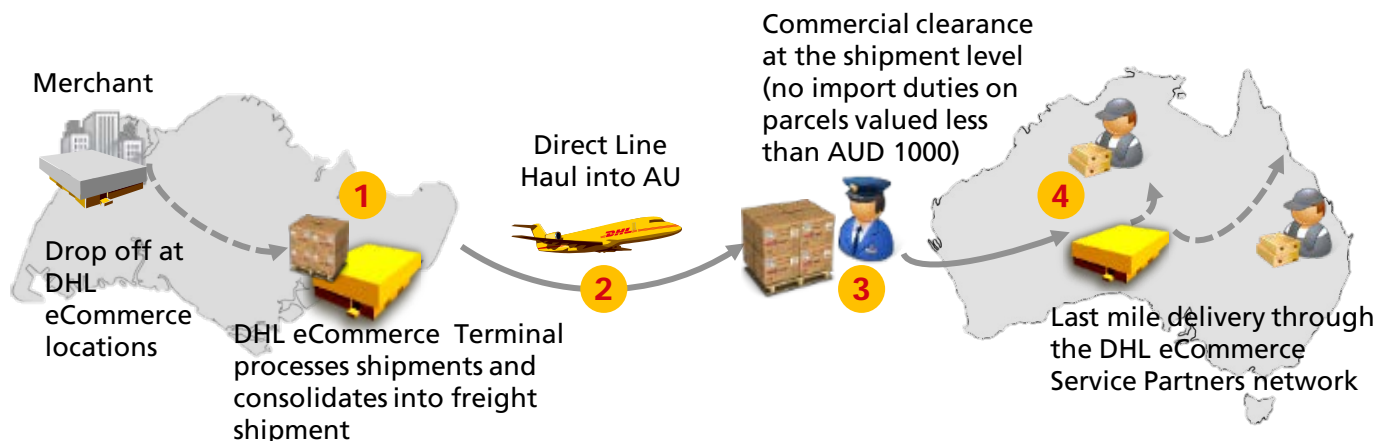 Merchant
Drop off at
DHL
eCommerce
locations
1
DHL eCommerce Terminal
processes shipments and
consolidates into freight
shipment
Direct Line
Haul into AU
DHL
2
Commercial clearance
at the shipment level
(no import duties on
parcels valued less
than AUD 1000)
3
4
Last mile delivery through
the DHL eCommerce
Service Partners network